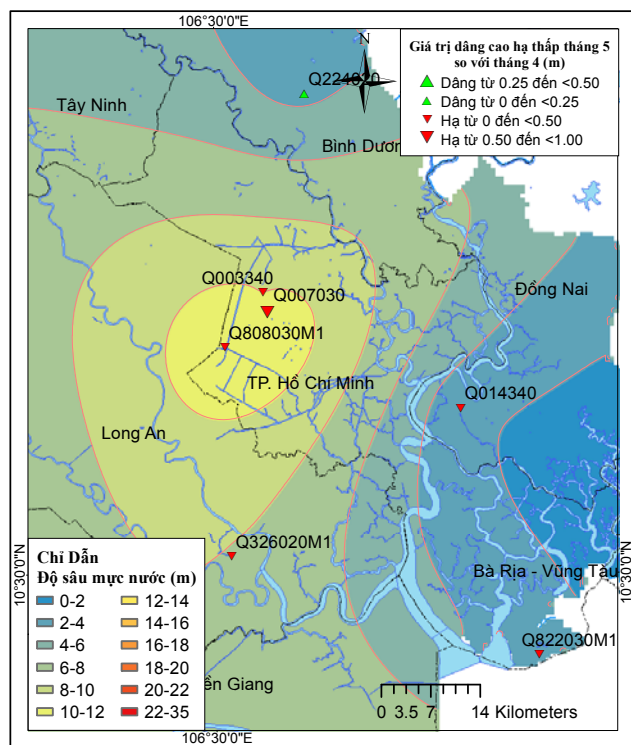 106°30'0"E
N
Giá trị dâng cao hạ thấp tháng 5
so với tháng 4 (m)
Dâng từ 0.25 đến <0.50
Dâng từ 0 đến <0.25
Hạ từ 0 đến <0.50
Hạ từ 0.50 đến <1.00
Tây Ninh
Bình Dươn
Q003340
Q007030
Q808030M1
Đồng Nai
TP. Hồ Chí Minh
Q014340
Long An
Q326020M1
10°30'0"N
10°30'0"N
Bà Rịa - Vũng Tàu
Q822030M1
Chỉ Dẫn
Độ sâu mực nước (m)
0-2
2-4
4-6
6-8
8-10
10-12
12-14
14-16
16-18
18-20
20-22
22-35
ền Giang
0 3.5 7 14 Kilometers
106°30'0"E